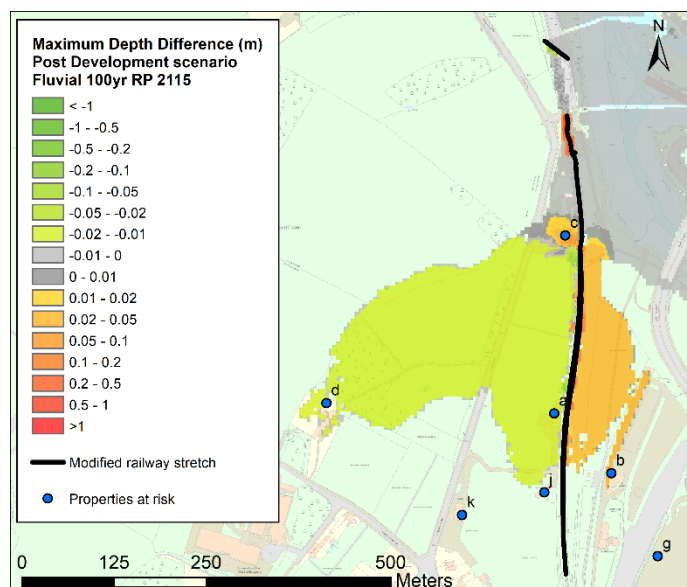 Maximum Depth Difference (m)
Post Development scenario
Fluvial 100yr RP 2115
< -1
-1 - -0.5
-0.5 - -0.2
-0.2 - -0.1
-0.1 - -0.05
-0.05 - -0.02
-0.02 - -0.01
-0.01 - 0
0 - 0.01
0.01 - 0.02
0.02 - 0.05
0.05 - 0.1
0.1 - 0.2
0.2 - 0.5
0.5 - 1
>1
Modified railway stretch
Properties at risk
N
c
d
a
b
j
k
g
0 125 250 500
Meters